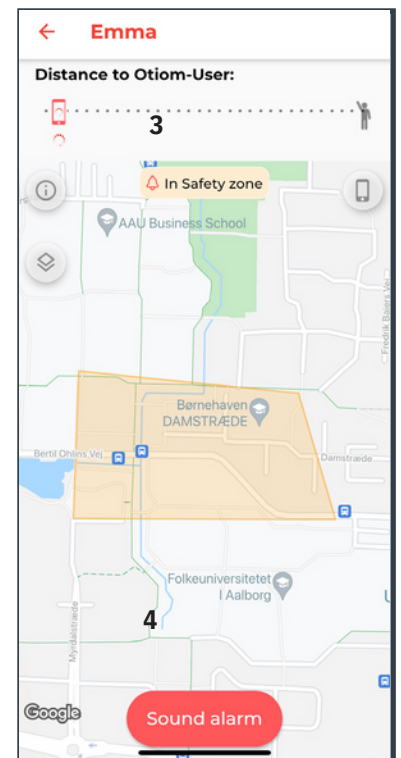 Emma
Distance to Otiom-User:
3
In Safety zone
AAU Business School
Fredrik Bajers Vej
Børnehaven
DAMSTRÆDE
Bertil Ohlins Vej
Damstræde
Folkeuniversitetet
I Aalborg
4
Myrdalstræde
Google
Sound alarm